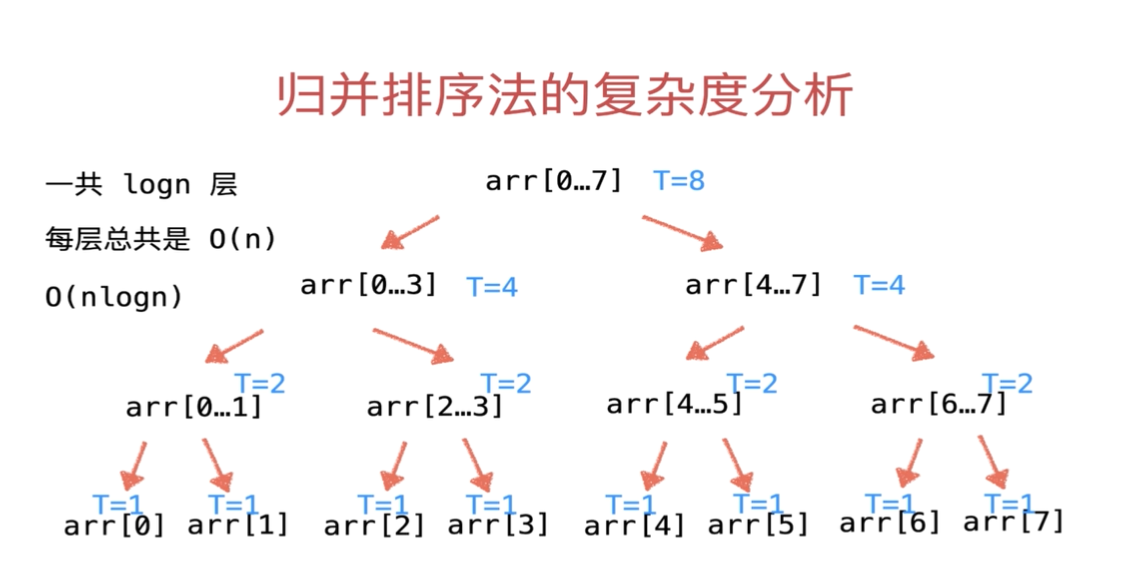 归并排序法的复杂度分析
一共 logn 层
每层总共是 O(n)
O(nlogn)
arr[0…7] T=8
arr[0…3] T=4
arr[4…7] T=4
T=2
arr[0…1]
T=2
arr[2…3]
T=2
arr[4…5]
T=2
arr[6…7]
T=1
arr[0]
T=1
arr[1]
T=1
arr[2]
T=1
arr[3]
T=1
arr[4]
T=1
arr[5]
T=1
arr[6]
T=1
arr[7]